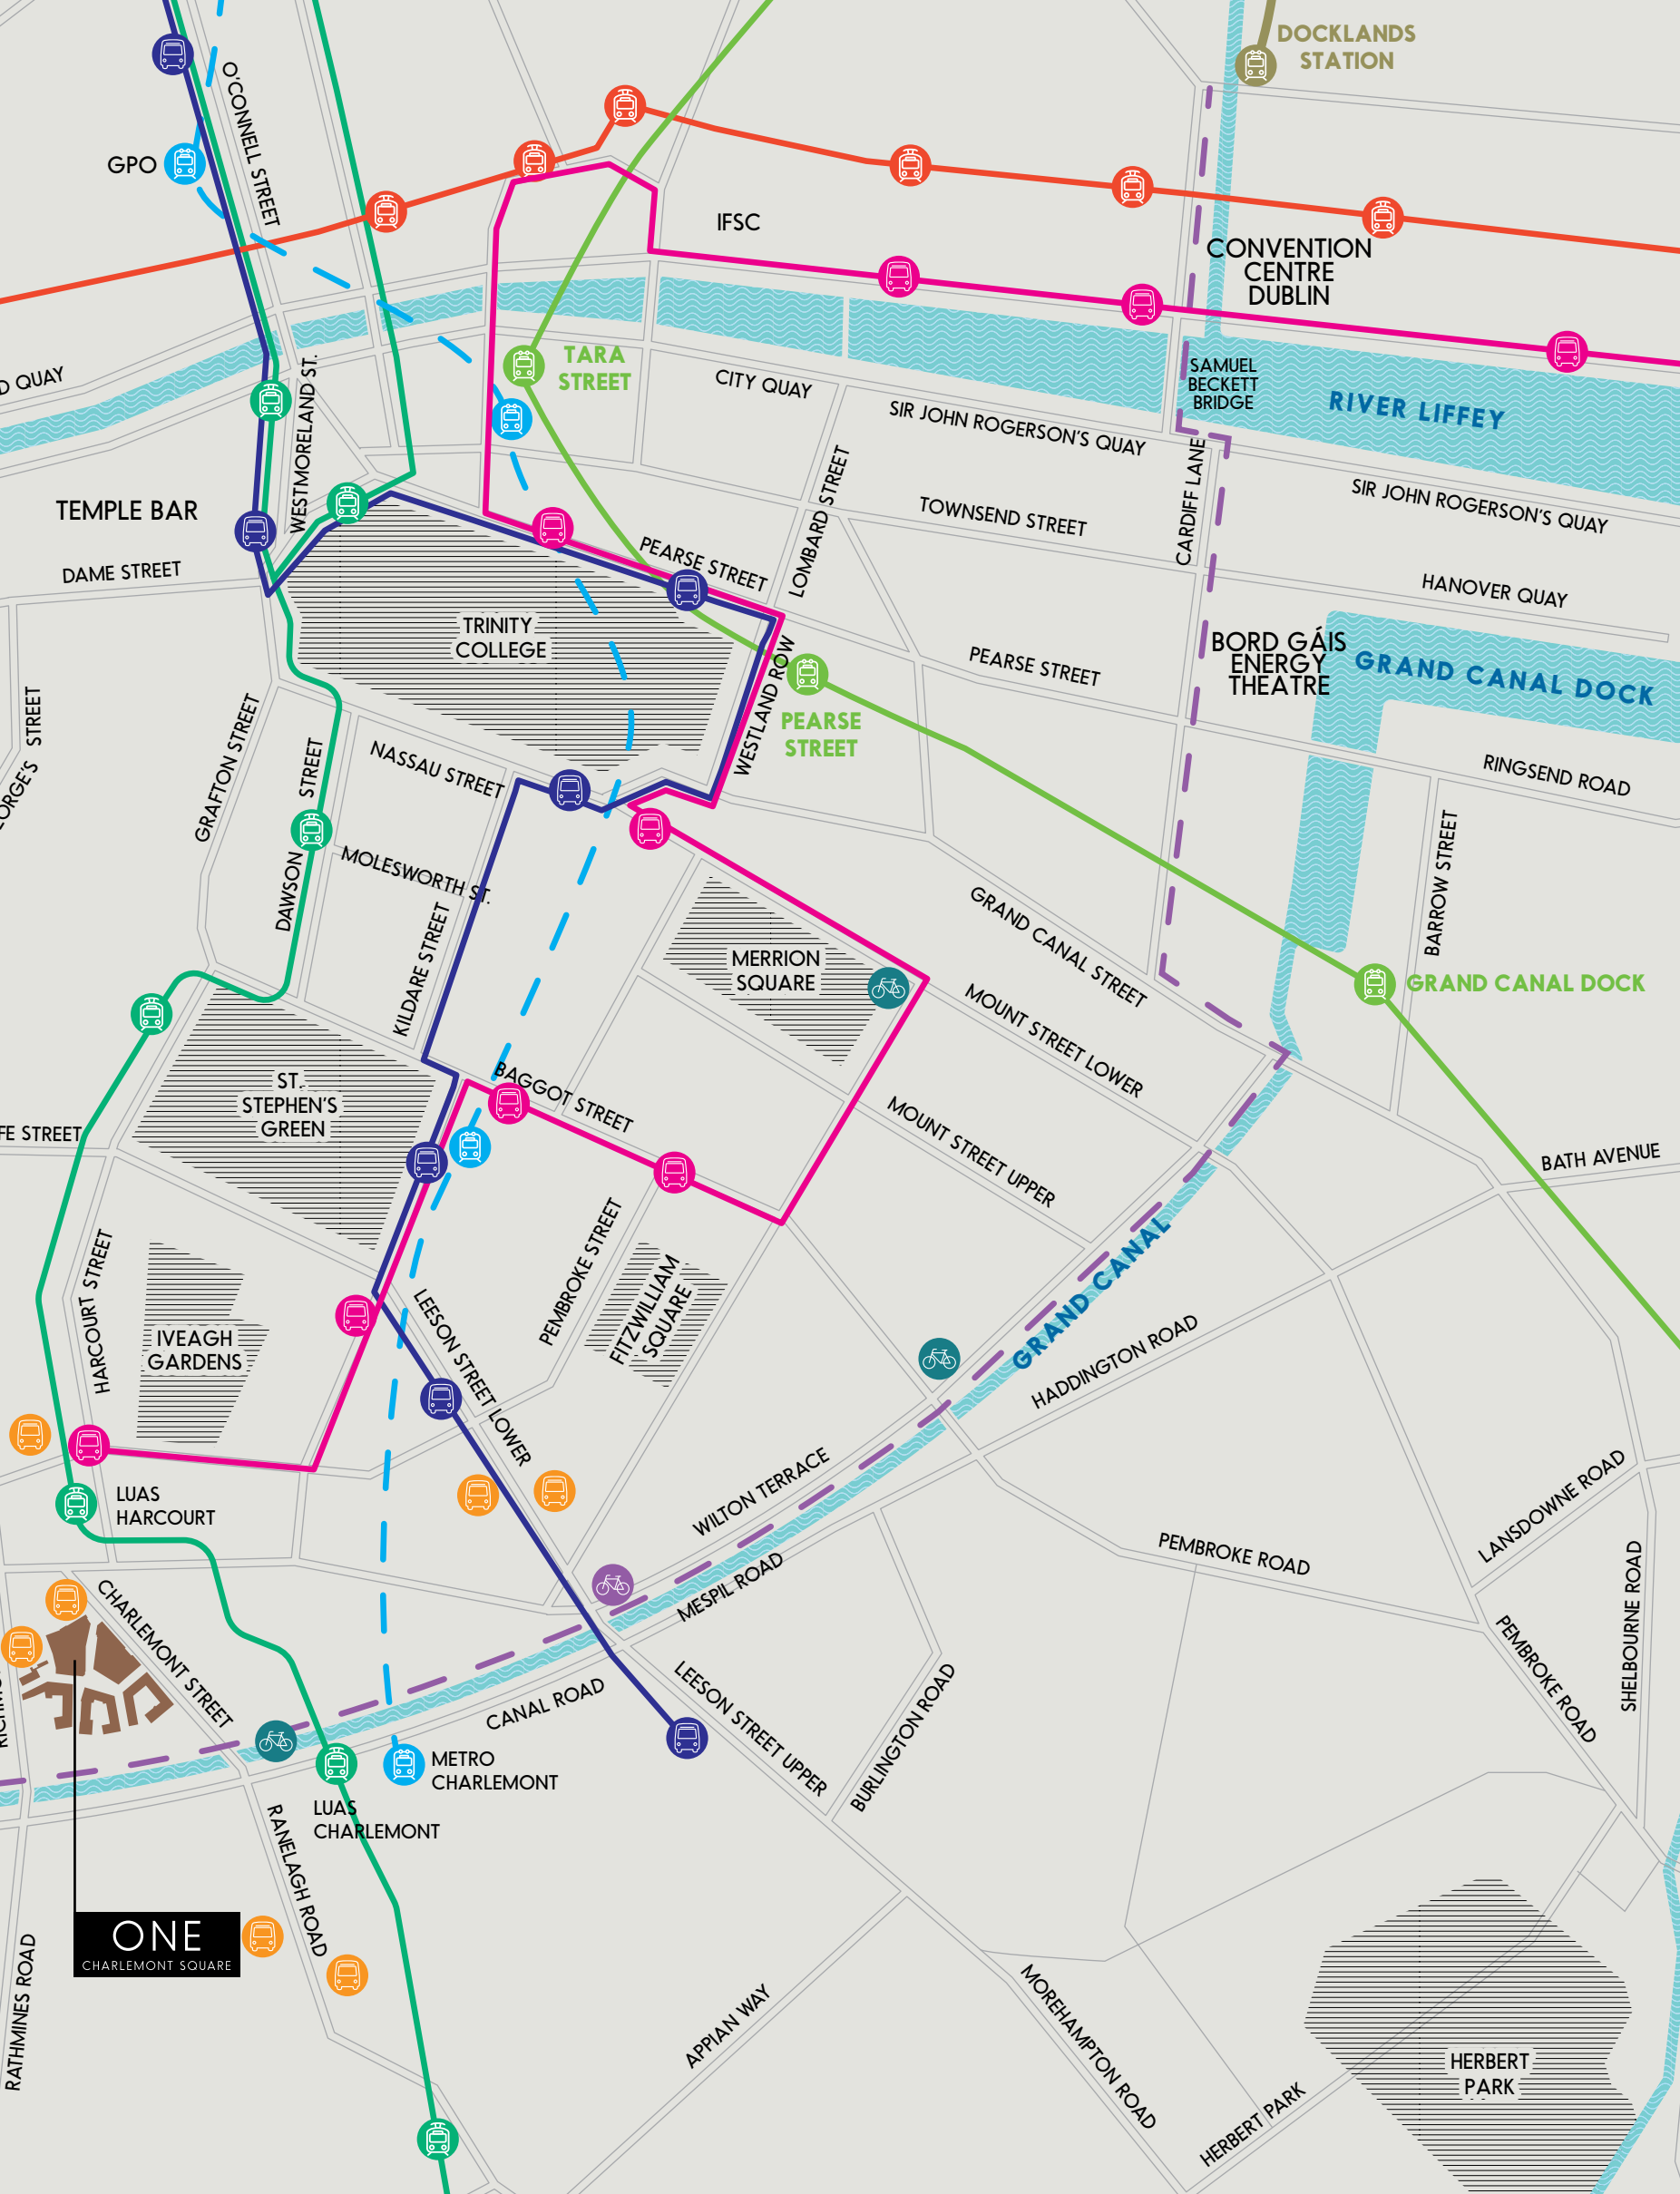 DOCKLANDS
STATION
O'CONNELL STREET
GPO
IFSC
CONVENTION
CENTRE
DUBLIN
TARA
STREET
CITY QUAY
SAMUEL
BECKETT
BRIDGE
RIVER LIFFEY
D QUAY
WESTMORELAND ST.
SIR JOHN ROGERSON'S QUAY
CARDIFF LANE
SIR JOHN ROGERSON'S QUAY
TEMPLE BAR
LOMBARD STREET
TOWNSEND STREET
DAME STREET
PEARSE STREET
HANOVER QUAY
TRINITY
COLLEGE
BORD GÁIS
ENERGY
THEATRE
GRAND CANAL DOCK
PEARSE STREET
WESTLAND ROW
PEARSE
STREET
STREET
ORGE'S
GRAFTON STREET
NASSAU STREET
DAWSON STREET
RINGSEND ROAD
MOLESWORTH ST.
BARROW STREET
KILDARE STREET
MERRION
SQUARE
GRAND CANAL STREET
GRAND CANAL DOCK
MOUNT STREET LOWER
ST.
STEPHEN'S
GREEN
BAGGOT STREET
MOUNT STREET UPPER
FE STREET
BATH AVENUE
HARCOURT STREET
PEMBROKE STREET
FITZWILLIAM
SQUARE
GRAND CANAL
IVEAGH
GARDENS
LEESON STREET LOWER
HADDINGTON ROAD
LUAS
HARCOURT
WILTON TERRACE
LANSDOWNE ROAD
MESPIL ROAD
PEMBROKE ROAD
SHELBOURNE ROAD
CHARLEMONT STREET
PEMBROKE ROAD
CANAL ROAD
LEESON STREET UPPER
BURLINGTON ROAD
METRO
CHARLEMONT
LUAS
CHARLEMONT
RANELAGH ROAD
ONE
CHARLEMONT SQUARE
RATHMINES ROAD
APPIAN WAY
MOREHAMPTON ROAD
HERBERT PARK
HERBERT
PARK